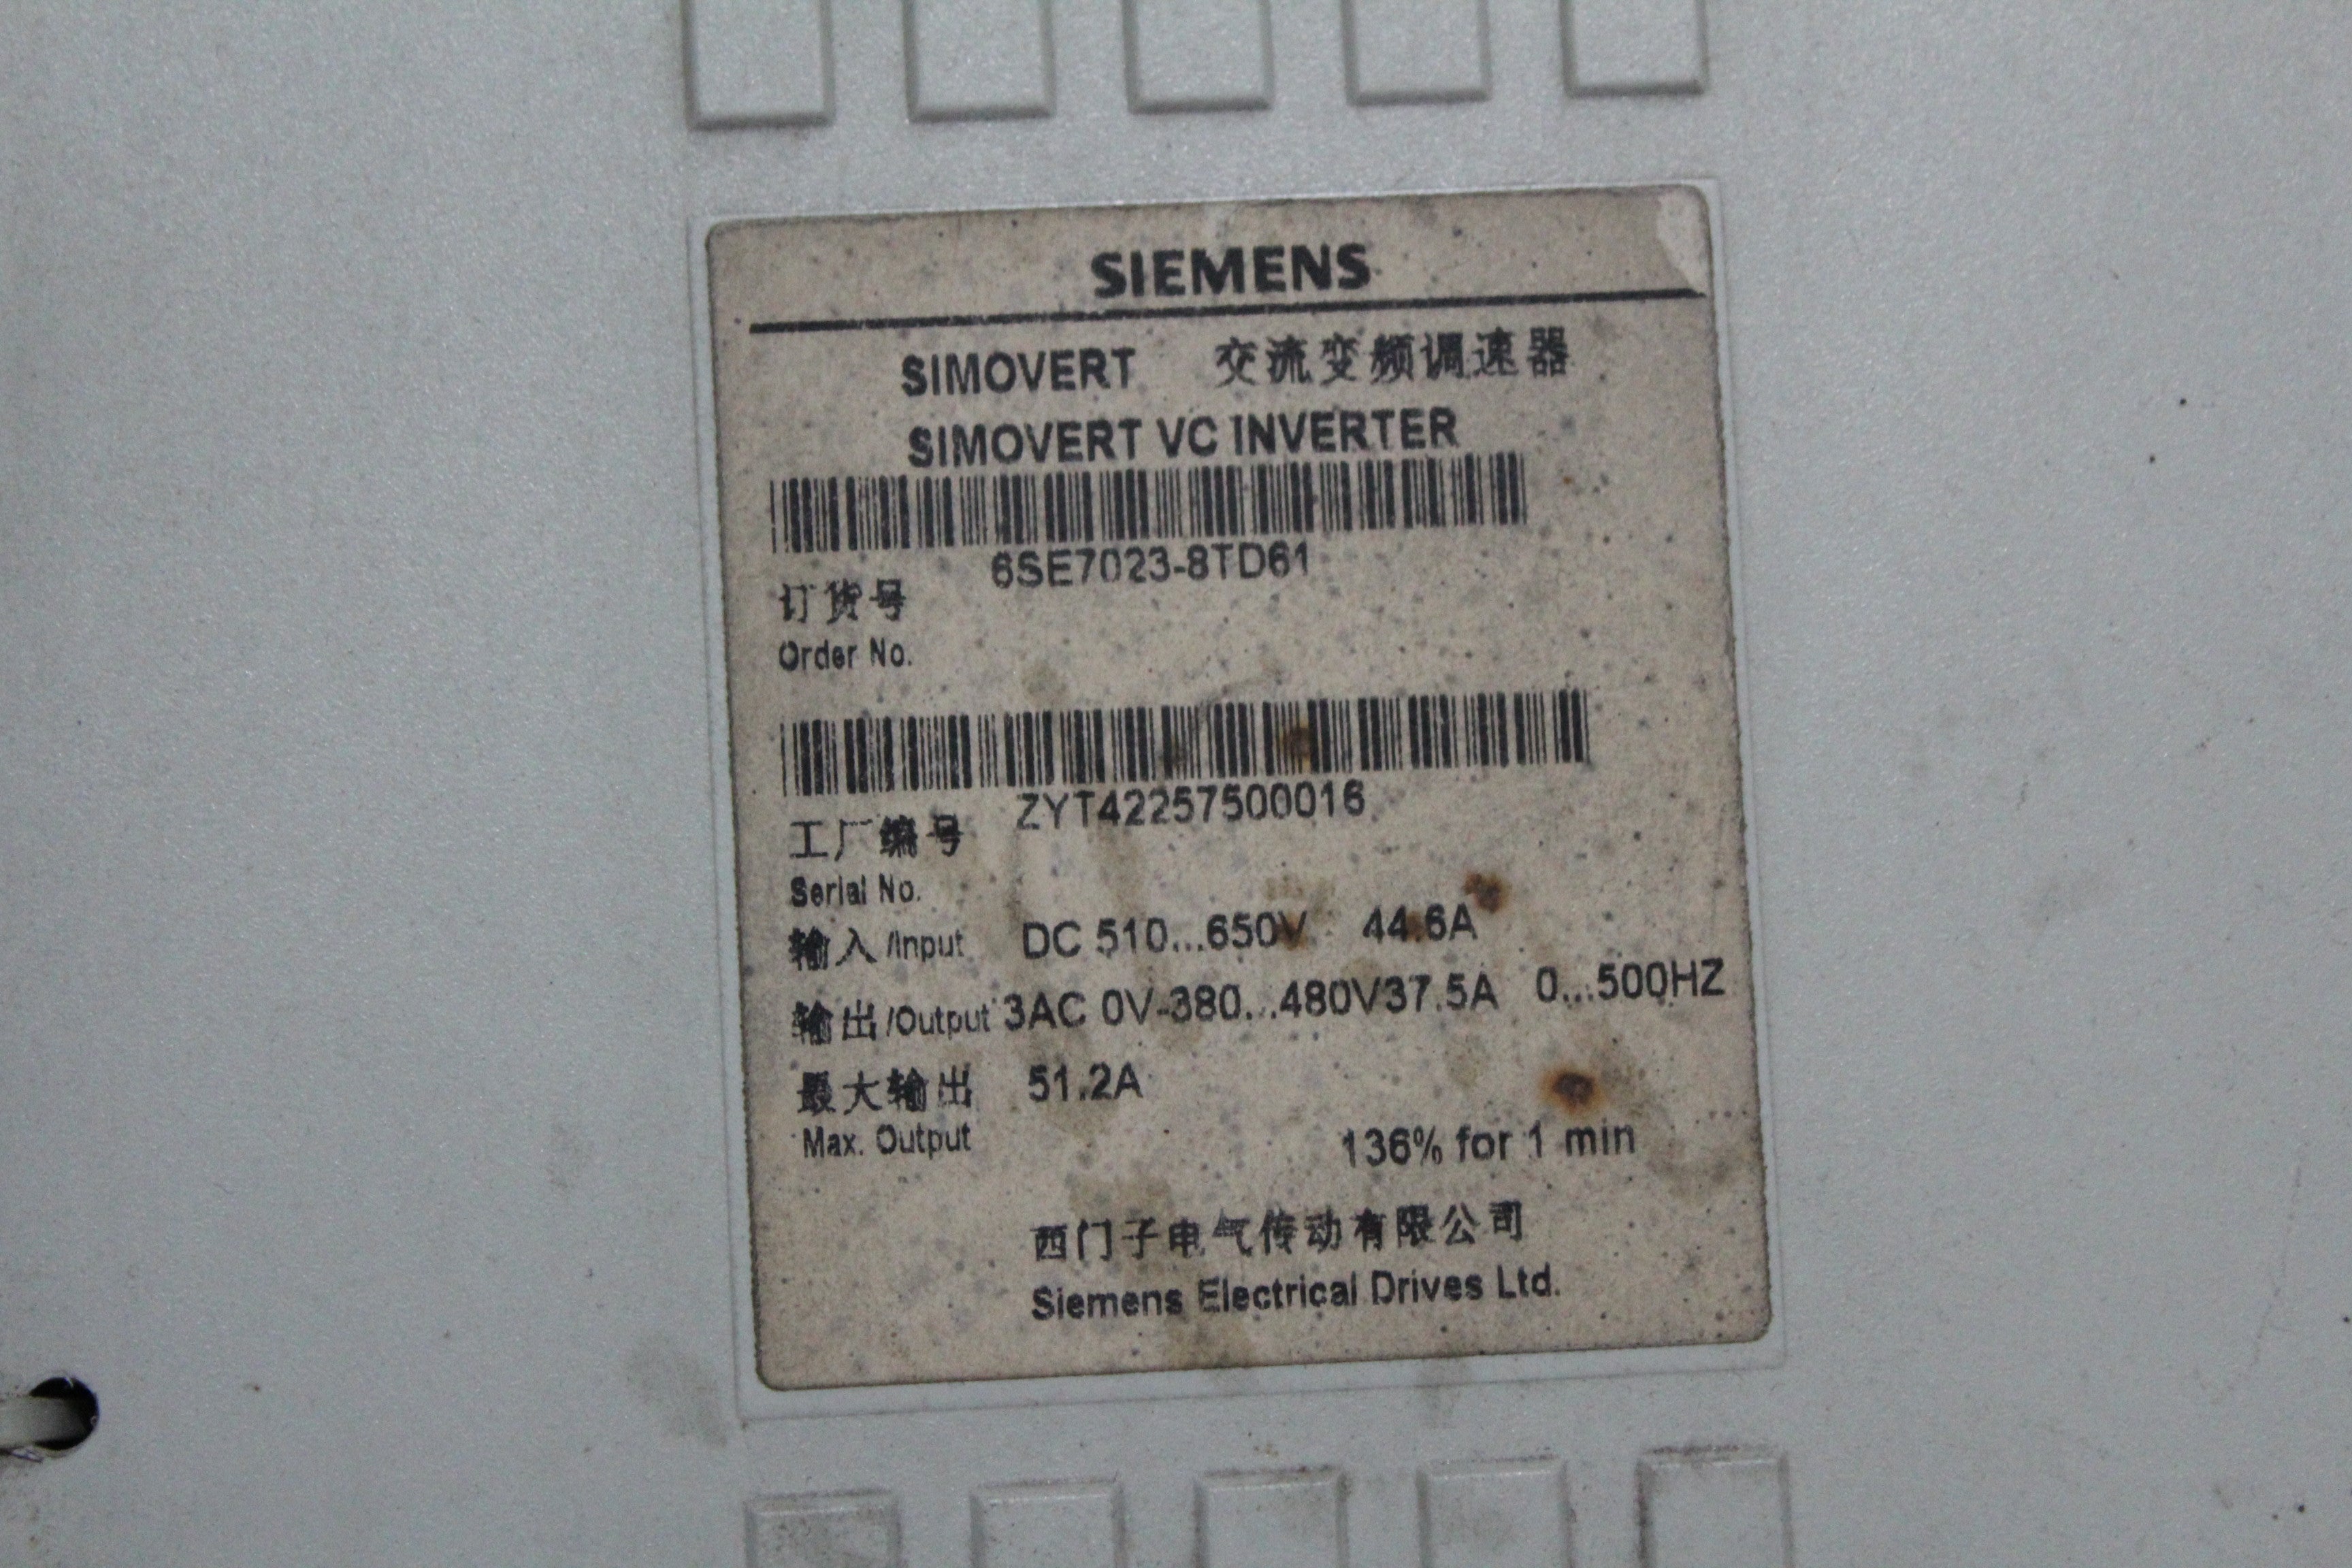 SIEMENS
SIMOVERT 交流变频调速器
SIMOVERT VC INVERTER
6SE7023-8TD61
订货号
Order No.
ZYT42257500016
工厂编号
Serial No.
输入/Input DC 510...650V 44.6A
输出/Output 3AC 0V-380...480V37.5A 0...500HZ
最大输出 51.2A
Max. Output 136% for 1 min
西门子电气传动有限公司
Siemens Electrical Drives Ltd.